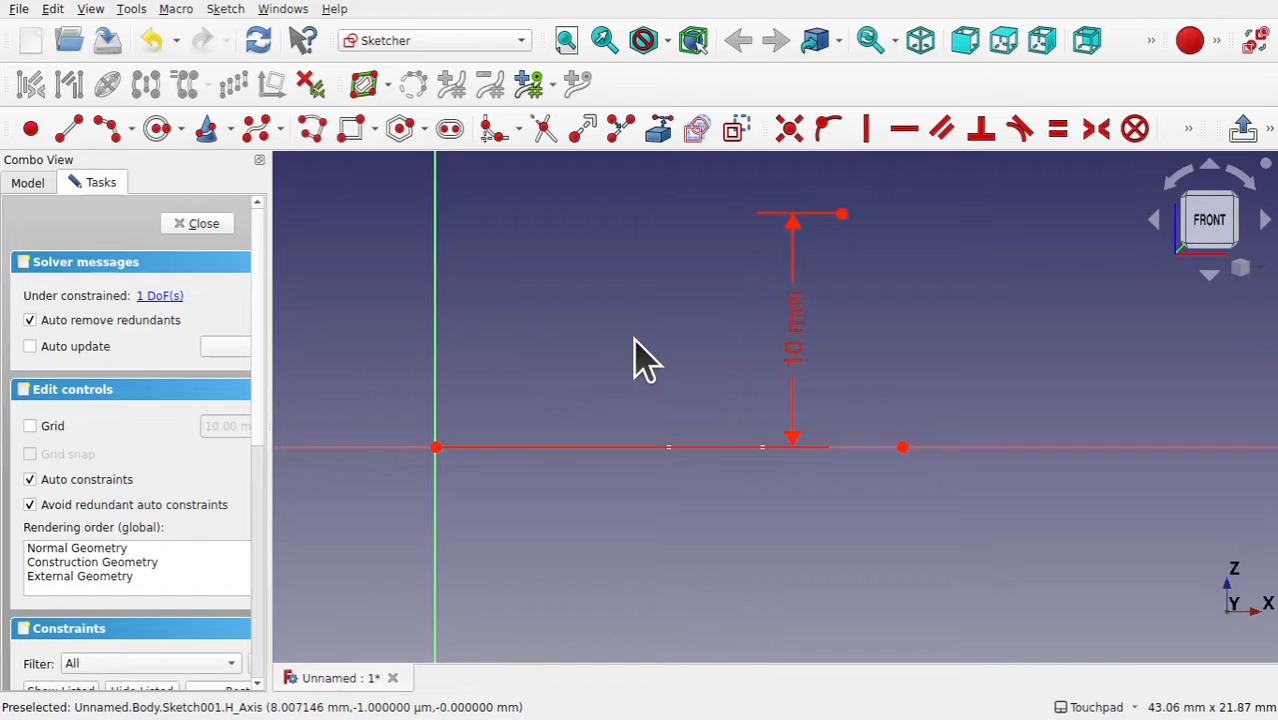 File Edit View Tools Macro Sketch Windows Help
Sketcher
Combo View
Model Tasks
Close
Solver messages
Under constrained: 1 DoF(s)
Auto remove redundants
Auto update
Edit controls
Grid 10.00 m
Grid snap
Auto constraints
Avoid redundant auto constraints
Rendering order (global):
Normal Geometry
Construction Geometry
External Geometry
Constraints
Filter: All
Show Listed Hide Listed
10 mm
FRONT
Z
Y X
Unnamed : 1*
Preselected: Unnamed.Body.Sketch001.H_Axis (8.007146 mm,-1.000000 µm,-0.000000 mm)
Touchpad 43.06 mm x 21.87 mm